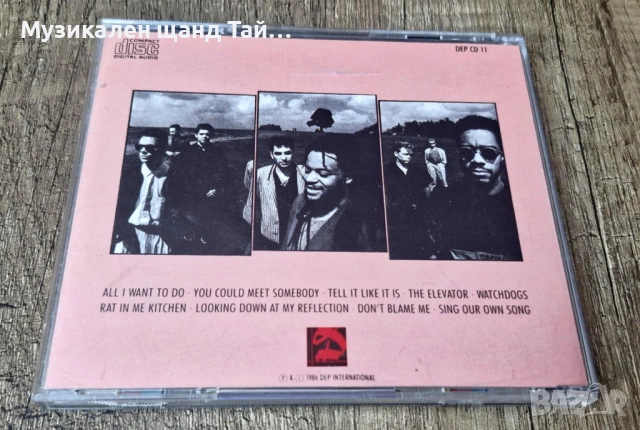 Музикален щанд Тай...
COMPACT
disc
DIGITAL AUDIO
DEP CD 11
ALL I WANT TO DO · YOU COULD MEET SOMEBODY · TELL IT LIKE IT IS · THE ELEVATOR · WATCHDOGS
RAT IN ME KITCHEN · LOOKING DOWN AT MY REFLECTION · DON'T BLAME ME · SING OUR OWN SONG
℗ & © 1986 DEP INTERNATIONAL
BAZAR